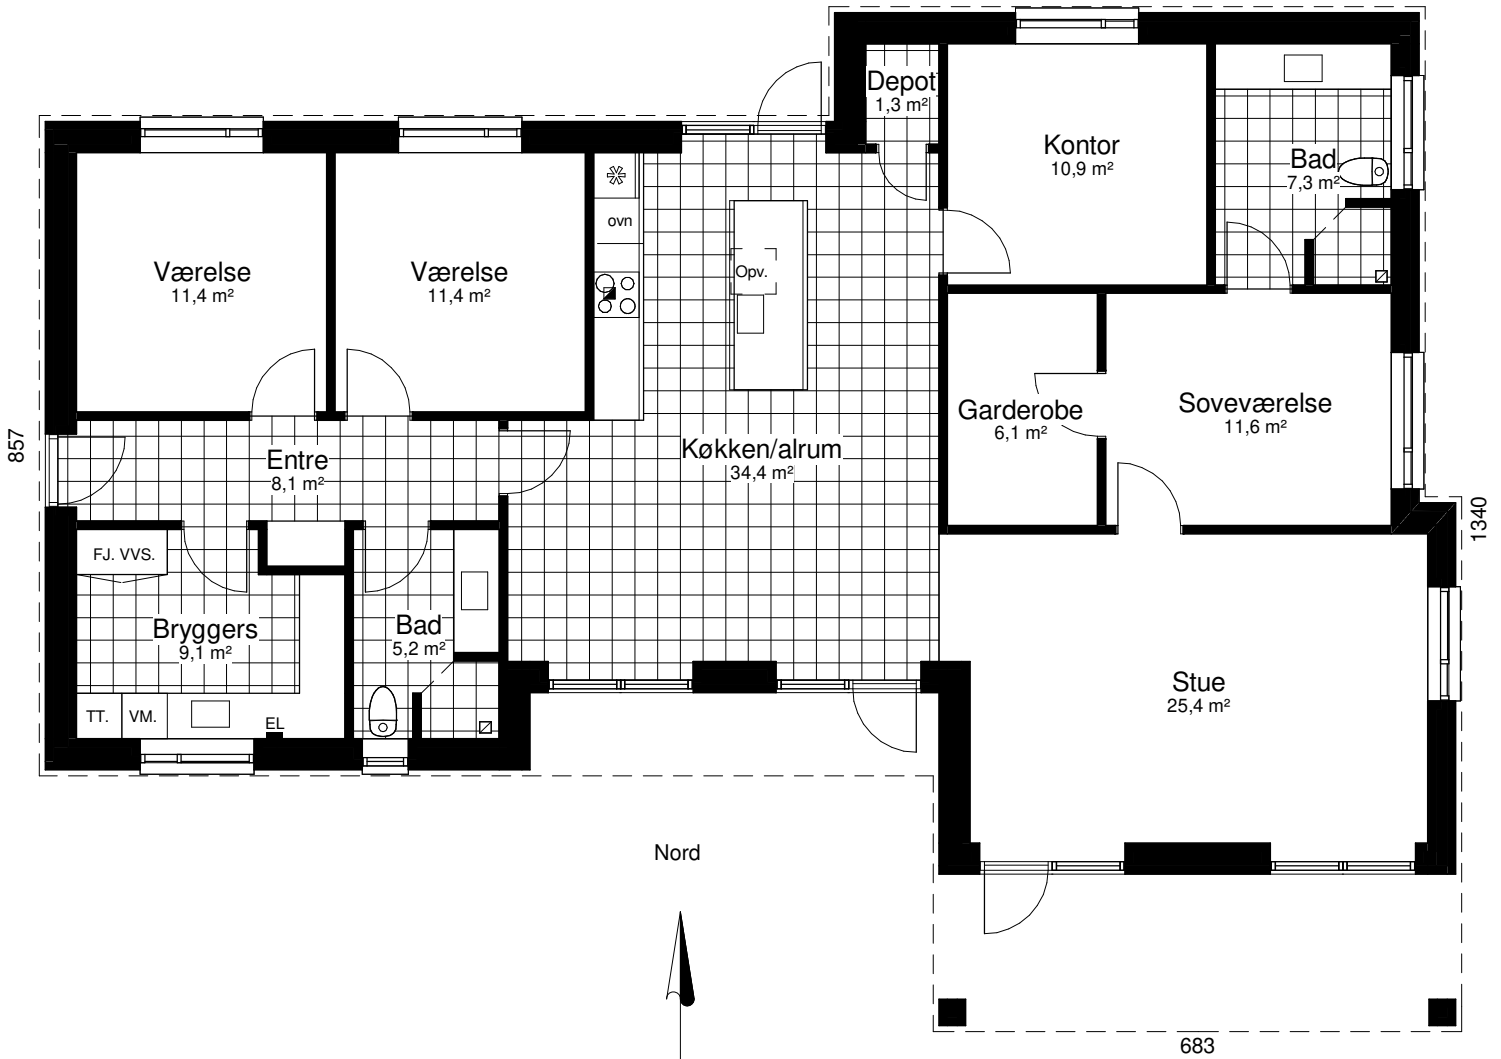 Depot
1,3 m²
Kontor
10,9 m²
Bad
7,3 m²
ovn
Værelse
11,4 m²
Værelse
11,4 m²
Opv.
Garderobe
6,1 m²
Soveværelse
11,6 m²
857
Entre
8,1 m²
Køkken/alrum
34,4 m²
1340
FJ. VVS.
Bryggers
9,1 m²
Bad
5,2 m²
Stue
25,4 m²
TT.
VM.
EL
Nord
683